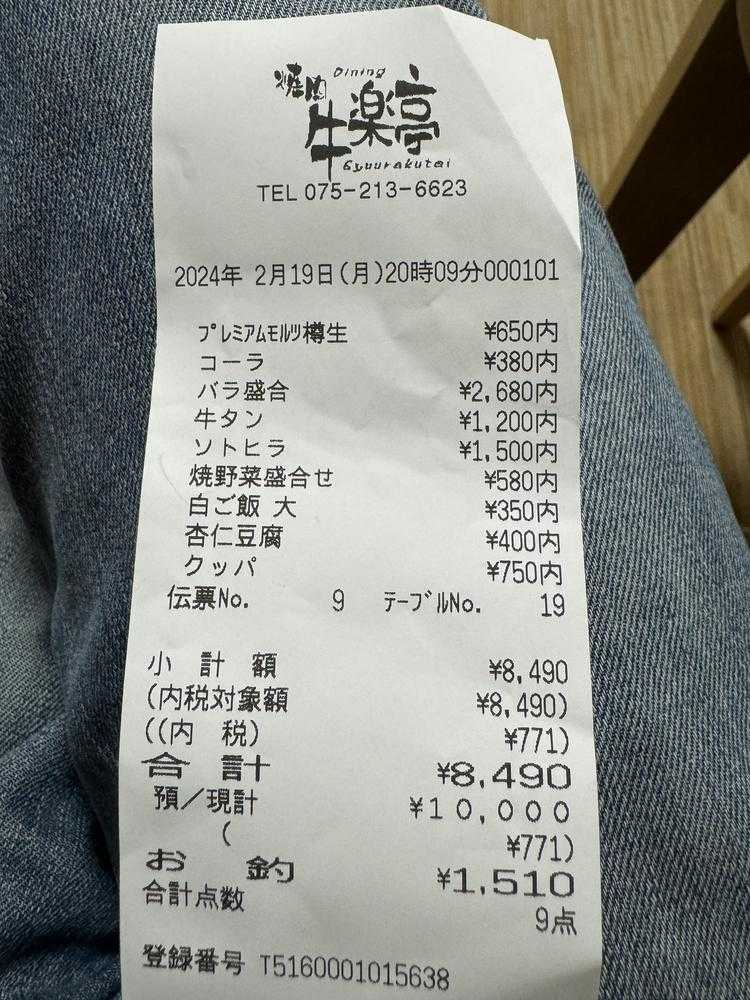 焼肉 Dining
牛楽亭
Gyuurakutei
TEL 075-213-6623
2024年 2月19日(月)20時09分000101
プレミアムモルツ樽生 ¥650内
コーラ ¥380内
バラ盛合 ¥2,680内
牛タン ¥1,200内
ソトヒラ ¥1,500内
焼野菜盛合せ ¥580内
白ご飯 大 ¥350内
杏仁豆腐 ¥400内
クッパ ¥750内
伝票No. 9 テーブルNo. 19
小 計 額 ¥8,490
(内税対象額 ¥8,490)
((内 税) ¥771)
合 計 ¥8,490
預/現計 ¥10,000
( ¥771)
お 釣 ¥1,510
合計点数 9点
登録番号 T5160001015638